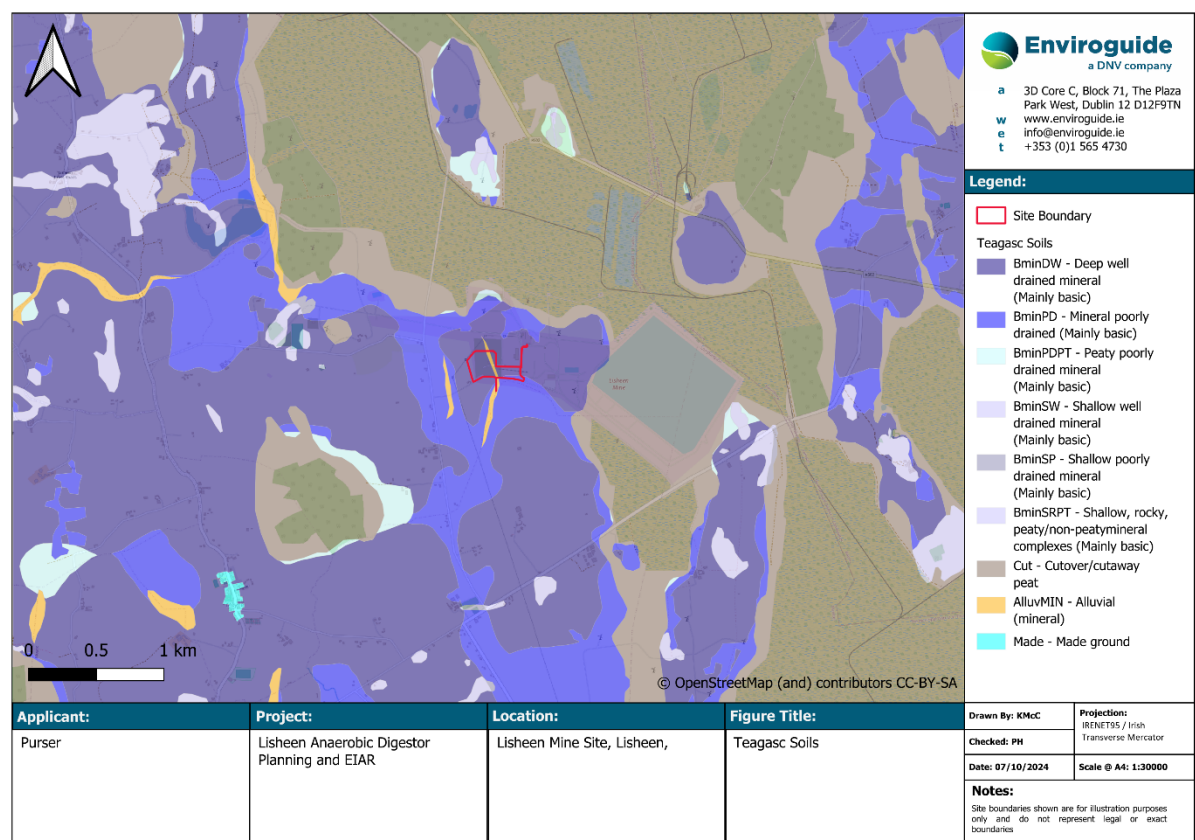 Enviroguide
a DNV company
a 3D Core C, Block 71, The Plaza
Park West, Dublin 12 D12F9TN
w www.enviroguide.ie
e info@enviroguide.ie
t +353 (0)1 565 4730
Legend:
Site Boundary
Teagasc Soils
BminDW - Deep well
drained mineral
(Mainly basic)
BminPD - Mineral poorly
drained (Mainly basic)
BminPDPT - Peaty poorly
drained mineral
(Mainly basic)
BminSW - Shallow well
drained mineral
(Mainly basic)
BminSP - Shallow poorly
drained mineral
(Mainly basic)
BminSRPT - Shallow, rocky,
peaty/non-peatymineral
complexes (Mainly basic)
Cut - Cutover/cutaway
peat
AlluvMIN - Alluvial
(mineral)
Made - Made ground
Lisheen
Mine
0 0.5 1 km
© OpenStreetMap (and) contributors CC-BY-SA
Applicant:
Purser
Project:
Lisheen Anaerobic Digestor
Planning and EIAR
Location:
Lisheen Mine Site, Lisheen,
Figure Title:
Teagasc Soils
Drawn By: KMcC
Checked: PH
Date: 07/10/2024
Projection:
IRENET95 / Irish
Transverse Mercator
Scale @ A4: 1:30000
Notes:
Site boundaries shown are for illustration purposes
only and do not represent legal or exact
boundaries